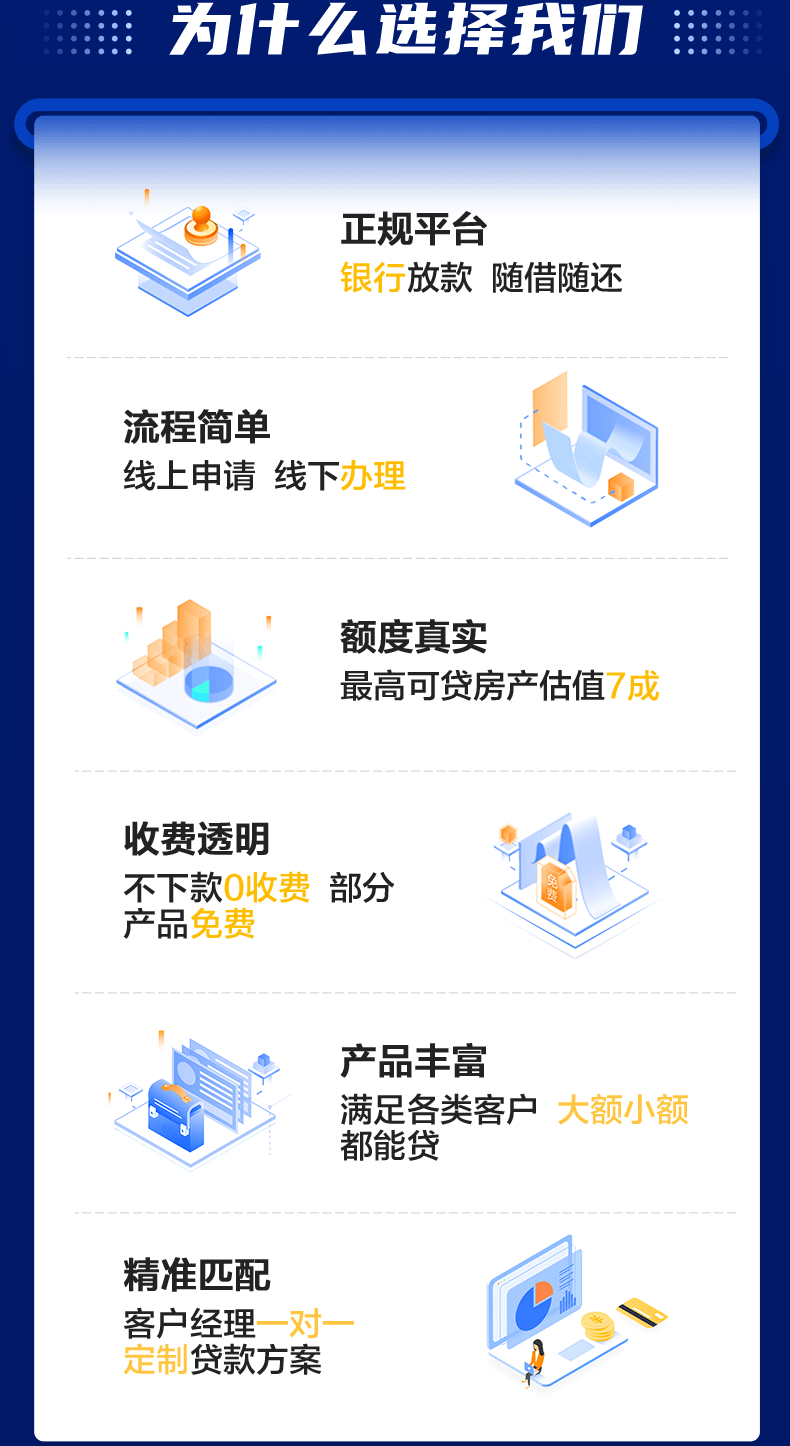 为什么选择我们
正规平台
银行放款 随借随还
流程简单
线上申请 线下办理
额度真实
最高可贷房产估值7成
收费透明
不下款0收费 部分
产品免费
免费
产品丰富
满足各类客户 大额小额
都能贷
精准匹配
客户经理一对一
定制贷款方案